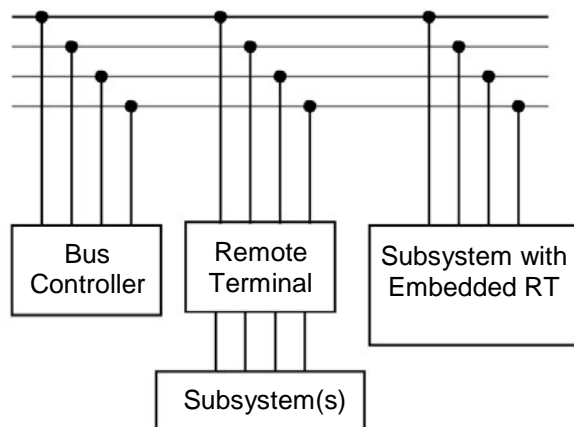 Bus
Controller
Remote
Terminal
Subsystem with
Embedded RT
Subsystem(s)